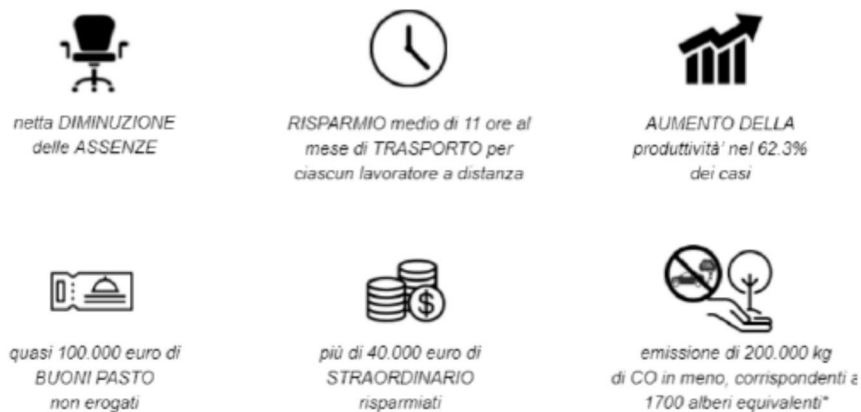 netta DIMINUZIONE
delle ASSENZE
RISPARMIO medio di 11 ore al
mese di TRASPORTO per
ciascun lavoratore a distanza
AUMENTO DELLA
produttività' nel 62.3%
dei casi
quasi 100.000 euro di
BUONI PASTO
non erogati
più di 40.000 euro di
STRAORDINARIO
risparmiati
emissione di 200.000 kg
di CO in meno, corrispondenti a
1700 alberi equivalenti"